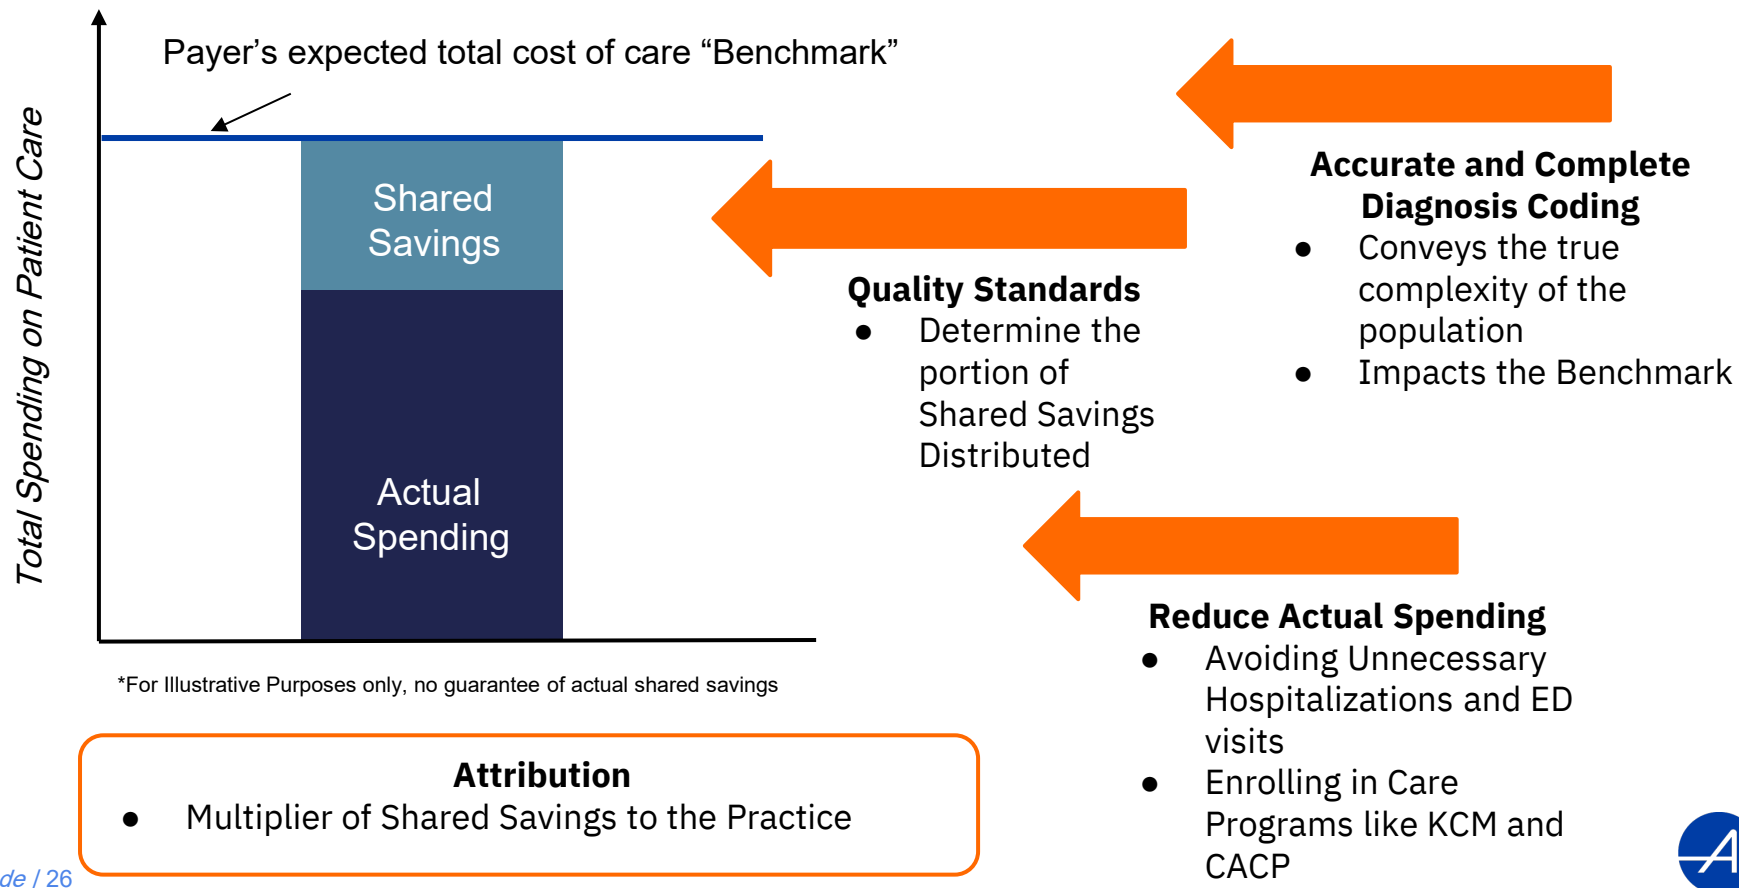 Payer’s expected total cost of care “Benchmark”
Total Spending on Patient Care
Shared
Savings
Actual
Spending
*For Illustrative Purposes only, no guarantee of actual shared savings
Accurate and Complete
Diagnosis Coding
● Conveys the true
complexity of the
population
● Impacts the Benchmark
Quality Standards
● Determine the
portion of
Shared Savings
Distributed
Reduce Actual Spending
● Avoiding Unnecessary
Hospitalizations and ED
visits
● Enrolling in Care
Programs like KCM and
CACP
Attribution
● Multiplier of Shared Savings to the Practice
de / 26
A